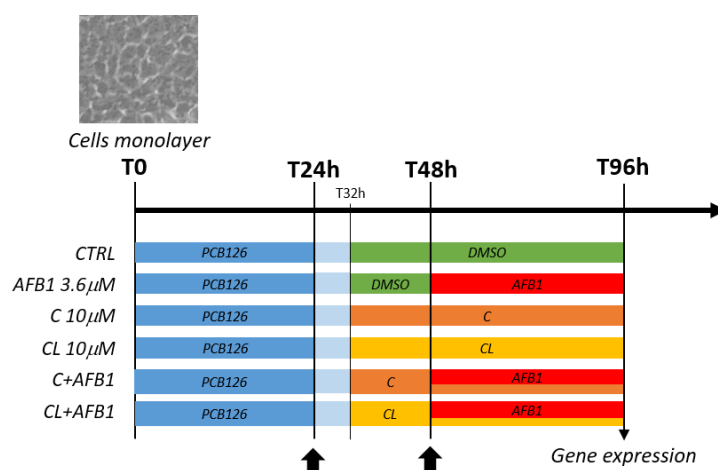 Cells monolayer
T0 T24h T48h T96h
T32h
CTRL PCB126 DMSO
AFB1 3.6μM PCB126 DMSO AFB1
C 10μM PCB126 C
CL 10μM PCB126 CL
C+AFB1 PCB126 C AFB1
CL+AFB1 PCB126 CL AFB1
Gene expression